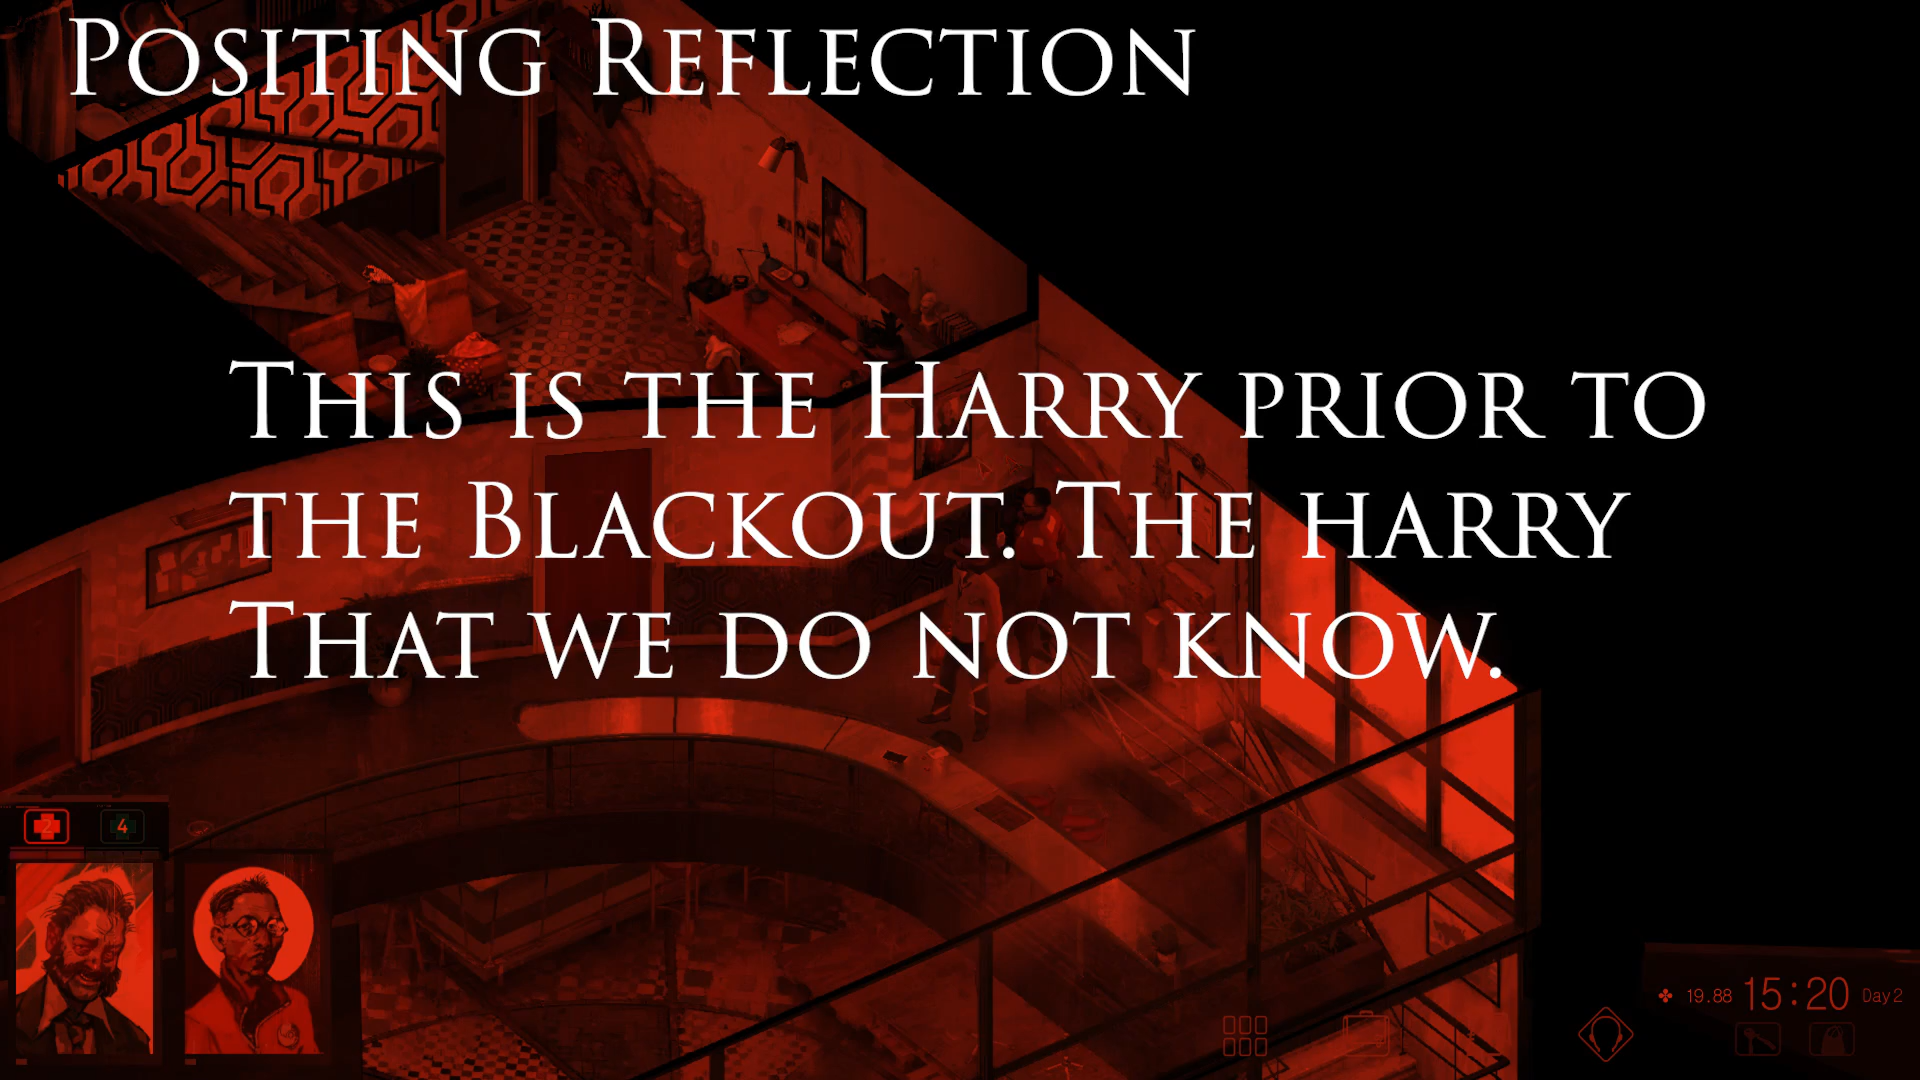 Positing Reflection
This is the Harry prior to
the Blackout. The harry
That we do not know.
2
4
19.88 15:20 Day2